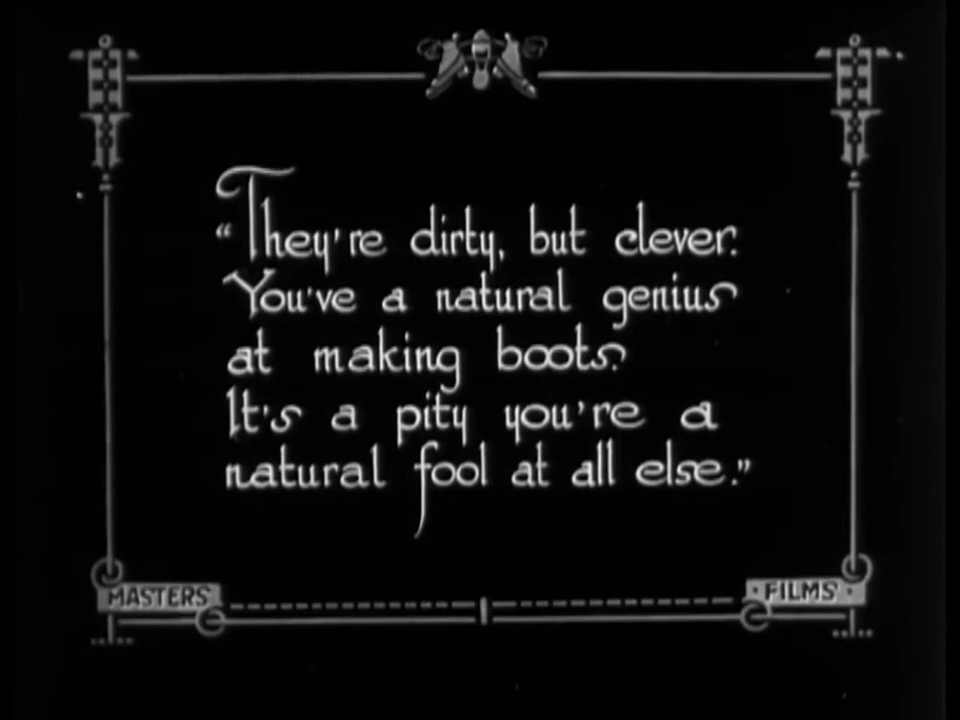 "They're dirty, but clever.
You've a natural genius
at making boots.
It's a pity you're a
natural fool at all else."
MASTERS
· FILMS ·